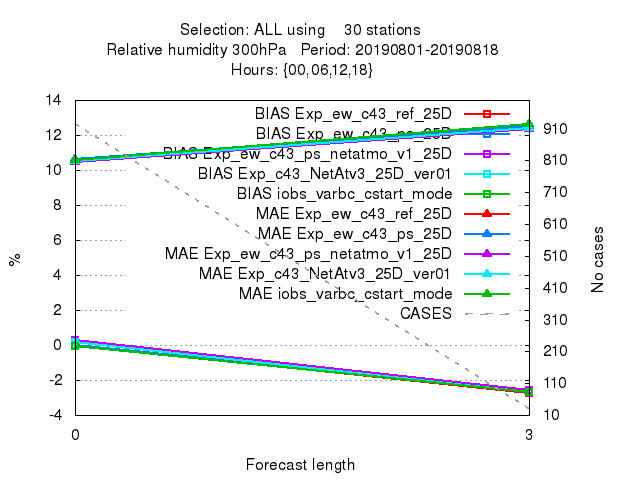 Selection: ALL using 30 stations
Relative humidity 300hPa Period: 20190801-20190818
Hours: {00,06,12,18}
BIAS Exp_ew_c43_ref_25D
BIAS Exp_ew_c43_ps_25D
BIAS Exp_ew_c43_ps_netatmo_v1_25D
BIAS Exp_c43_NetAtv3_25D_ver01
BIAS iobs_varbc_cstart_mode
MAE Exp_ew_c43_ref_25D
MAE Exp_ew_c43_ps_25D
MAE Exp_ew_c43_ps_netatmo_v1_25D
MAE Exp_c43_NetAtv3_25D_ver01
MAE iobs_varbc_cstart_mode
CASES
%
14
12
10
8
6
4
2
0
-2
-4
910
810
710
610
510
410
310
210
110
10
No cases
0 3
Forecast length